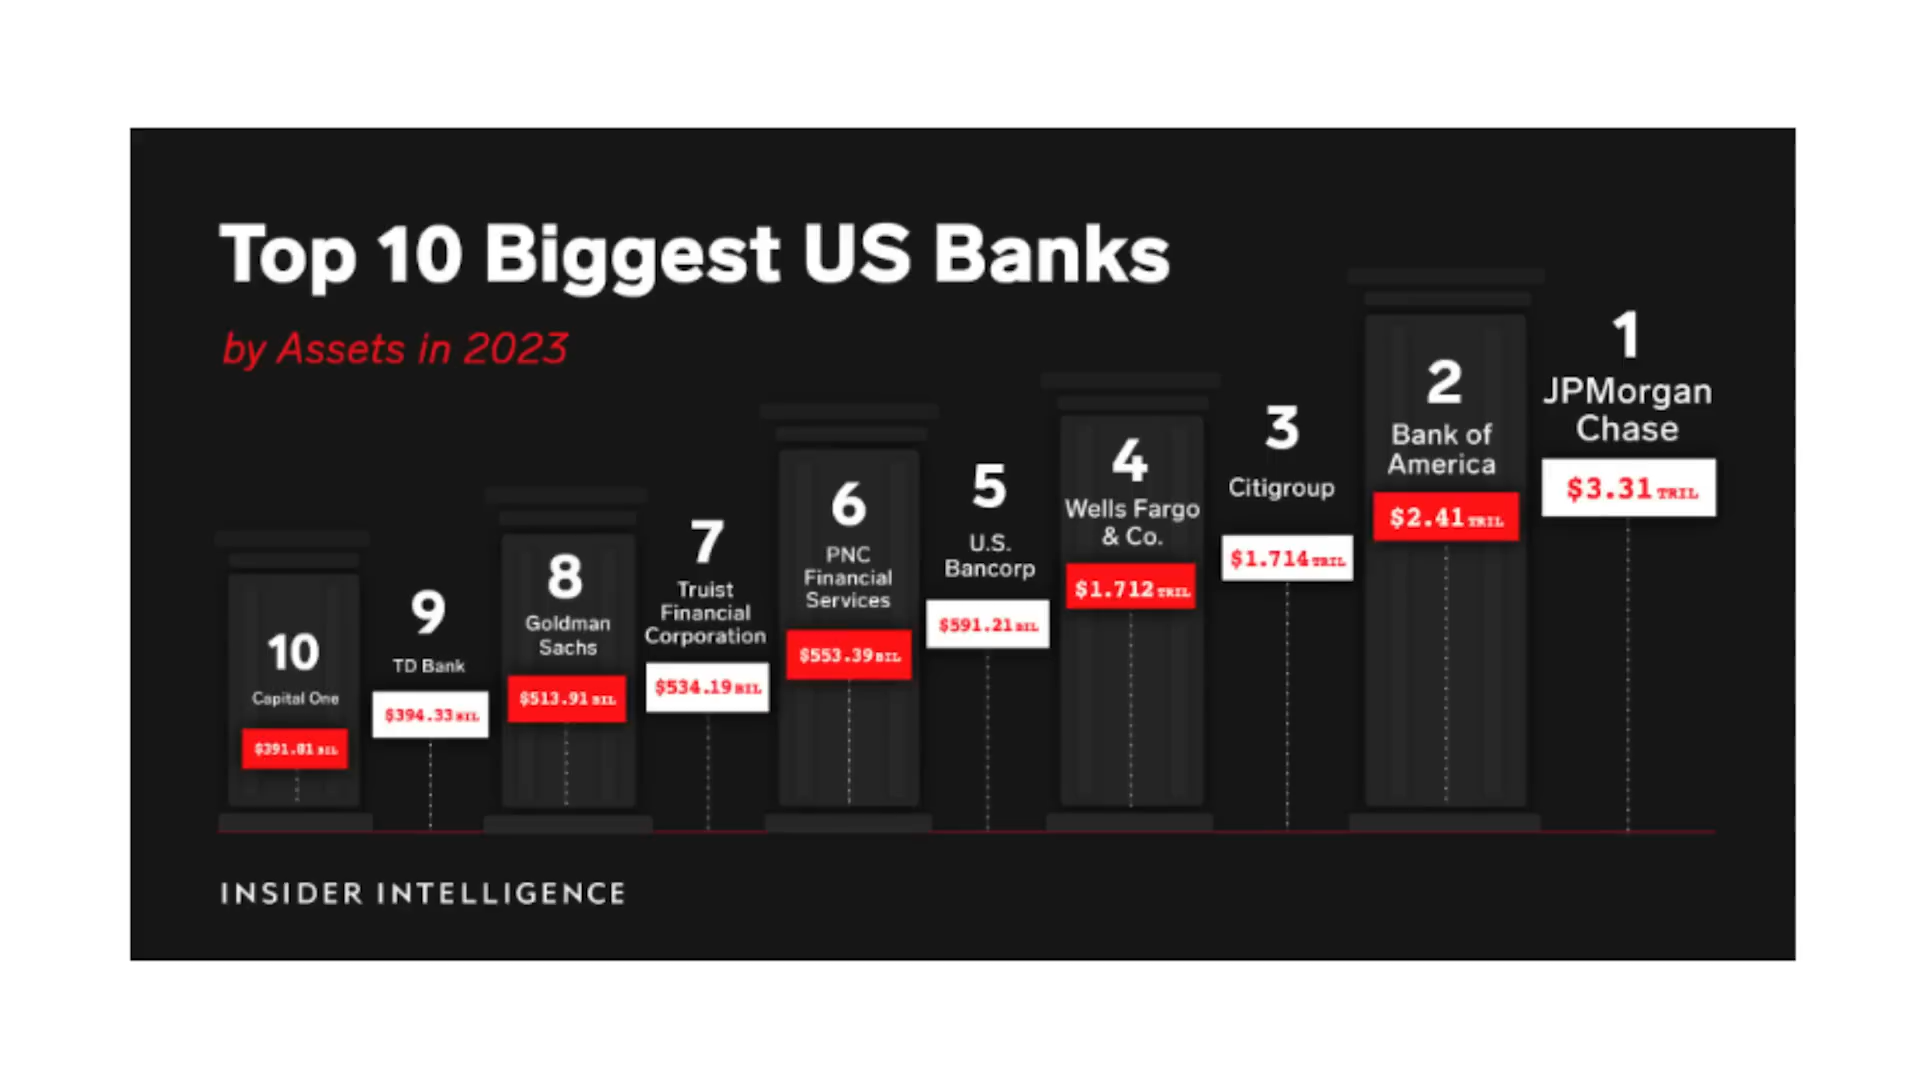 Top 10 Biggest US Banks
by Assets in 2023
10
Capital One
$391.81 BIL
9
TD Bank
$394.33 BIL
8
Goldman
Sachs
$513.91 BIL
7
Truist
Financial
Corporation
$534.19 BIL
6
PNC
Financial
Services
$553.39 BIL
5
U.S.
Bancorp
$591.21 BIL
4
Wells Fargo
& Co.
$1.712 TRIL
3
Citigroup
$1.714 TRIL
2
Bank of
America
$2.41 TRIL
1
JPMorgan
Chase
$3.31 TRIL
INSIDER INTELLIGENCE